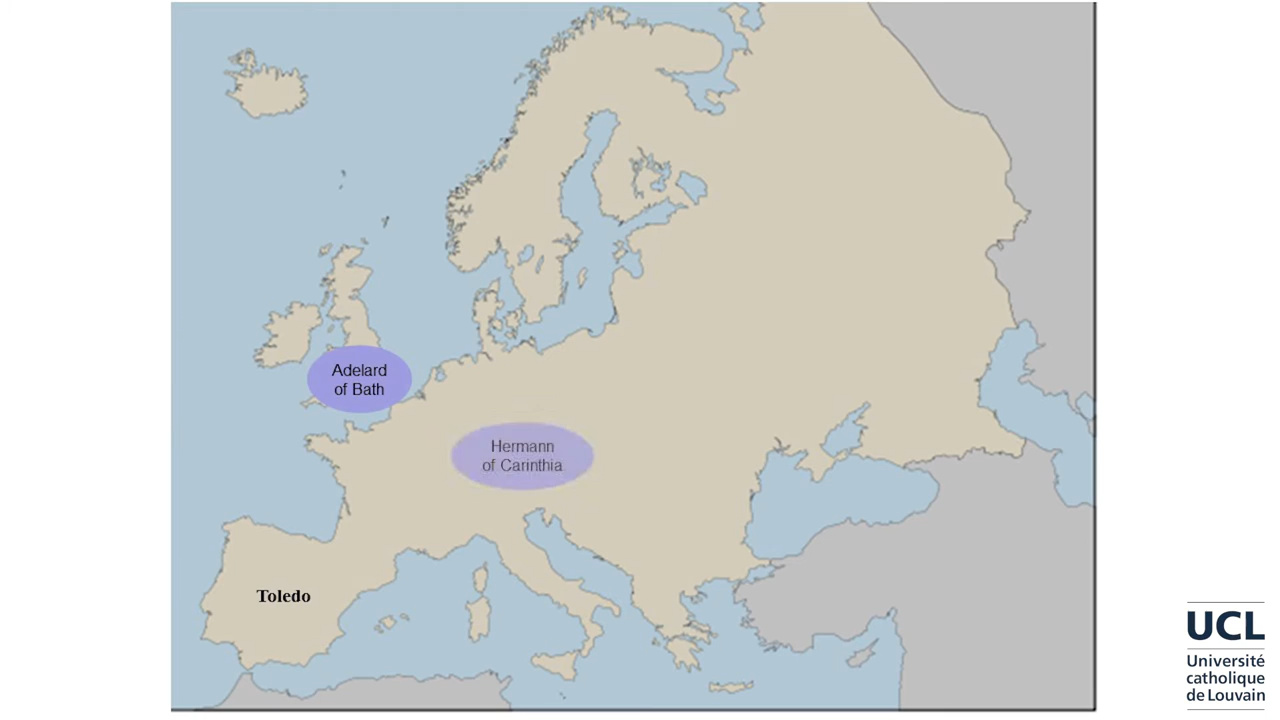 Adelard
of Bath
Hermann
of Carinthia
Toledo
UCL
Université
catholique
de Louvain